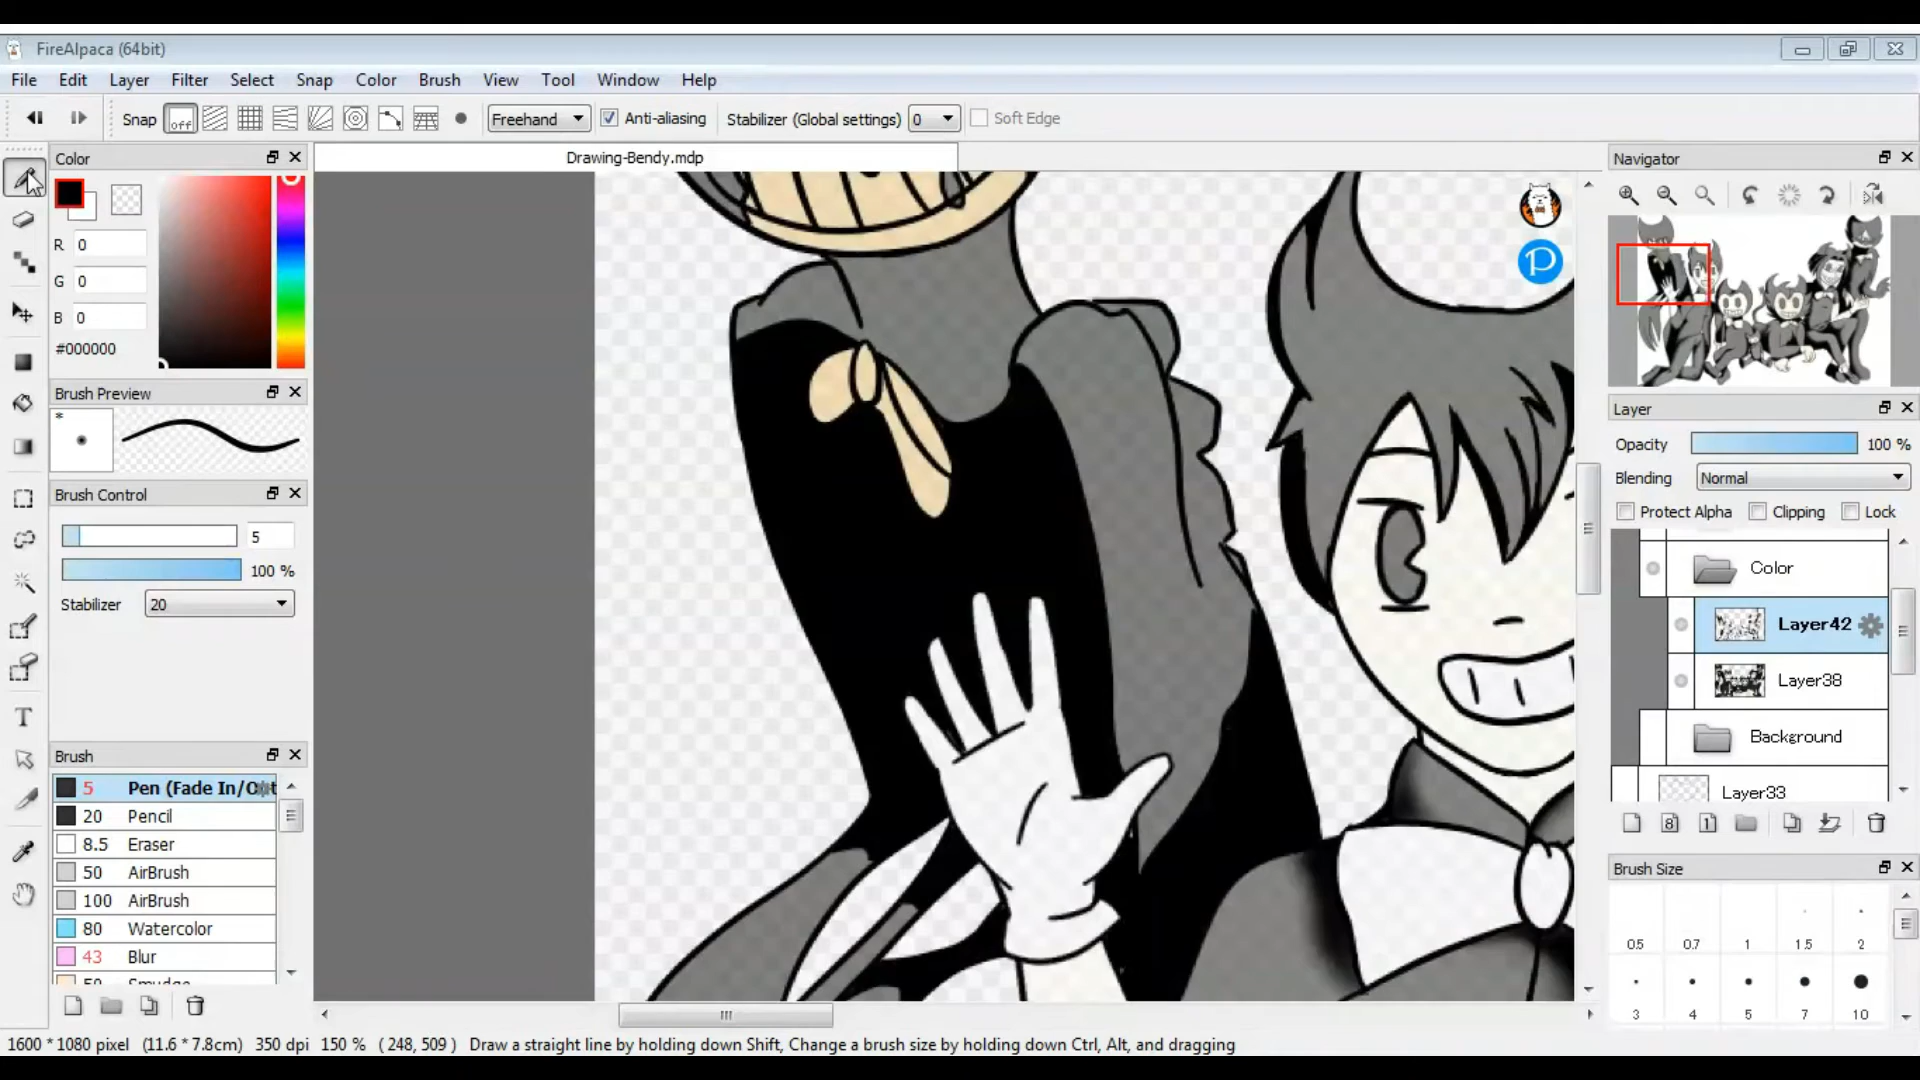 FireAlpaca (64bit)
File Edit Layer Filter Select Snap Color Brush View Tool Window Help
Snap off Freehand Anti-aliasing Stabilizer (Global settings) 0 Soft Edge
Color
R 0
G 0
B 0
#000000
Brush Preview
*
Brush Control
5
100 %
Stabilizer 20
Brush
5 Pen (Fade In/Out
20 Pencil
8.5 Eraser
50 AirBrush
100 AirBrush
80 Watercolor
43 Blur
50 Smudge
Drawing-Bendy.mdp
P
Navigator
Layer
Opacity 100 %
Blending Normal
Protect Alpha Clipping Lock
Color
Layer42
Layer38
Background
Layer33
8 1
Brush Size
0.5 0.7 1 1.5 2
3 4 5 7 10
1600 * 1080 pixel (11.6 * 7.8cm) 350 dpi 150 % ( 248, 509 ) Draw a straight line by holding down Shift, Change a brush size by holding down Ctrl, Alt, and dragging